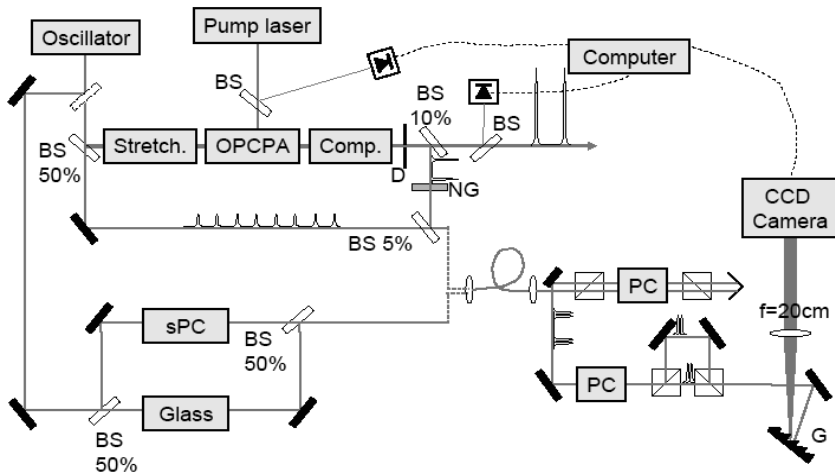 Oscillator
Pump laser
Computer
BS
BS
10%
BS
BS
50%
Stretch.
OPCPA
Comp.
D
NG
BS 5%
CCD
Camera
PC
f=20cm
sPC
BS
50%
PC
Glass
BS
50%
G